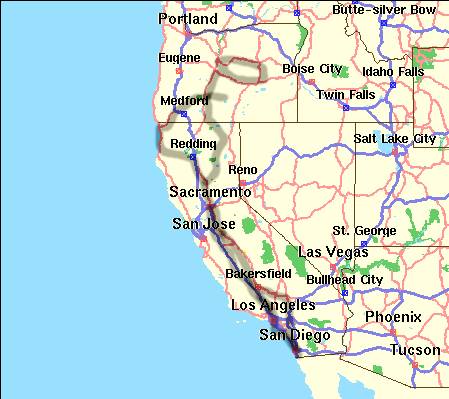 Butte-silver Bow
Portland
Eugene
Boise City
Idaho Falls
Twin Falls
Medford
Salt Lake City
Redding
Reno
Sacramento
San Jose
St. George
Las Vegas
Bakersfield
Bullhead City
Los Angeles
Phoenix
San Diego
Tucson